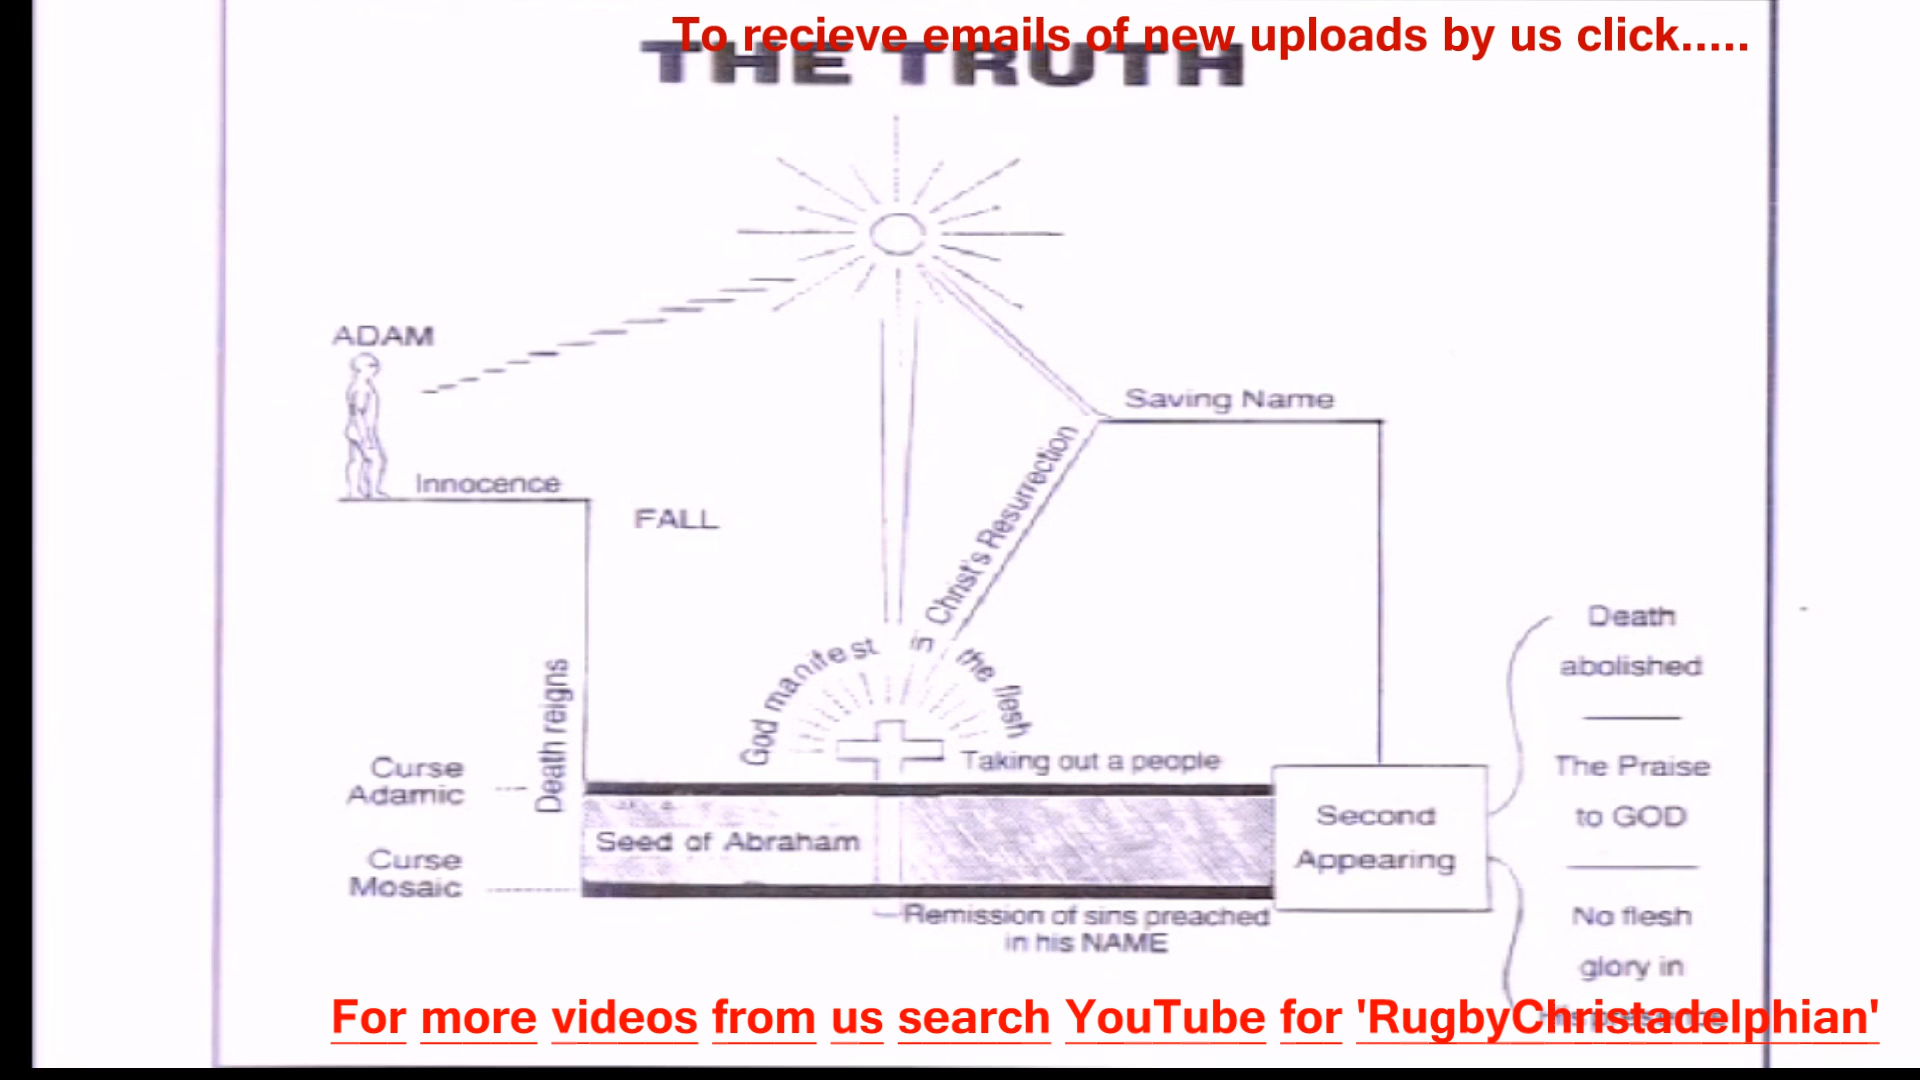 To recieve emails of new uploads by us click.....
THE TRUTH
ADAM
Saving Name
Innocence
FALL
Christ's Resurrection
God manifest in the flesh
Death reigns
Taking out a people
Curse
Adamic
Seed of Abraham
Curse
Mosaic
Remission of sins preached
in his NAME
Second
Appearing
Death
abolished
The Praise
to GOD
No flesh
glory in
For more videos from us search YouTube for 'RugbyChristadelphian'